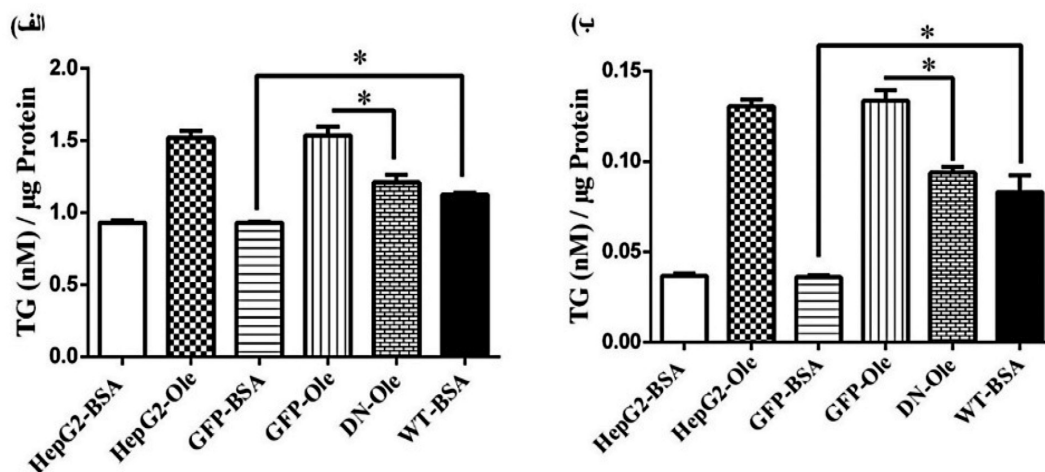 الف)
*
*
TG (nM) / µg Protein
2.0
1.5
1.0
0.5
0.0
HepG2-BSA
HepG2-Ole
GFP-BSA
GFP-Ole
DN-Ole
WT-BSA
ب)
*
*
TG (nM) / µg Protein
0.15
0.10
0.05
0.00
HepG2-BSA
HepG2-Ole
GFP-BSA
GFP-Ole
DN-Ole
WT-BSA